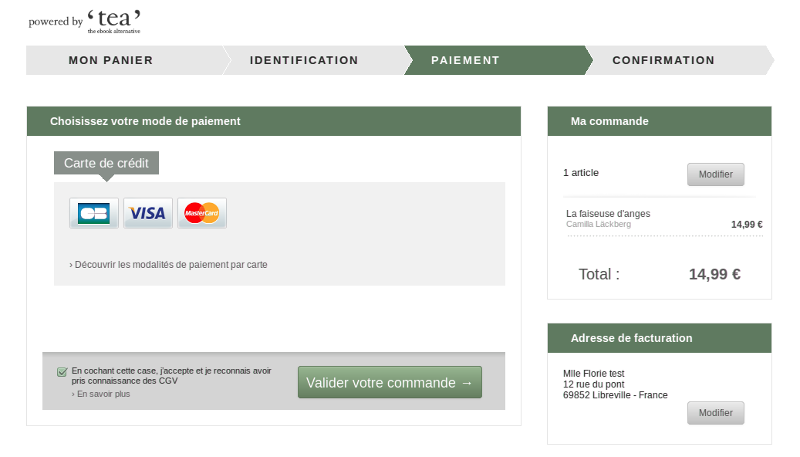 powered by 'tea'
the ebook alternative
MON PANIER
IDENTIFICATION
PAIEMENT
CONFIRMATION
Choisissez votre mode de paiement
Carte de crédit
CB
VISA
MasterCard
› Découvrir les modalités de paiement par carte
En cochant cette case, j'accepte et je reconnais avoir
pris connaissance des CGV
› En savoir plus
Valider votre commande →
Ma commande
1 article
Modifier
La faiseuse d'anges
Camilla Läckberg
14,99 €
Total :
14,99 €
Adresse de facturation
Mlle Florie test
12 rue du pont
69852 Libreville - France
Modifier